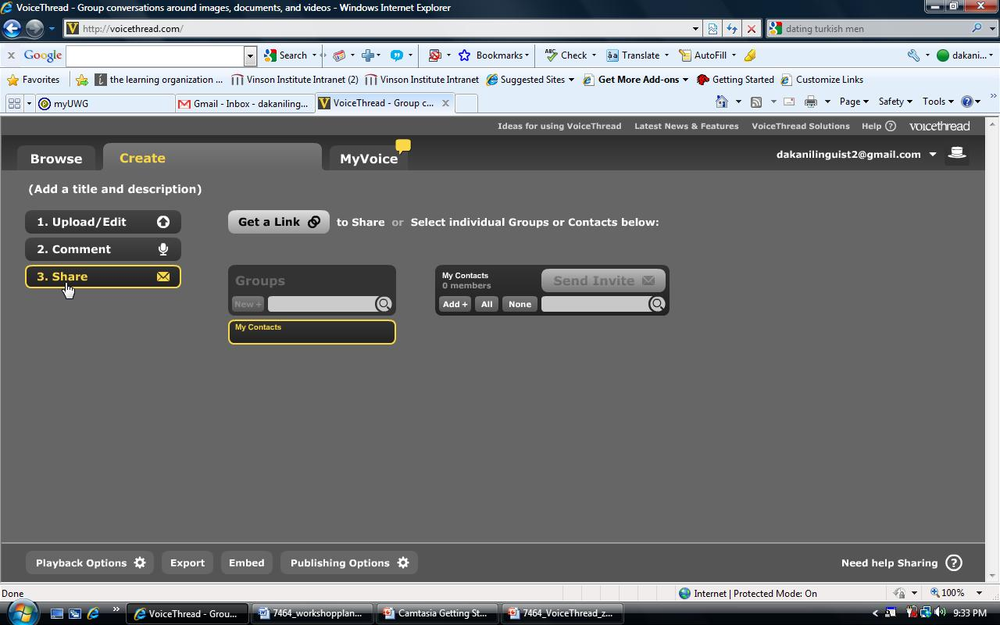 VoiceThread - Group conversations around images, documents, and videos - Windows Internet Explorer
http://voicethread.com/
dating turkish men
x Google Search Bookmarks Check Translate AutoFill dakani...
Favorites the learning organization ... Vinson Institute Intranet (2) Vinson Institute Intranet Suggested Sites Get More Add-ons Getting Started Customize Links
myUWG Gmail - Inbox - dakaniling... VoiceThread - Group c... Page Safety Tools
Ideas for using VoiceThread Latest News & Features VoiceThread Solutions Help voicethread
Browse Create MyVoice dakanilinguist2@gmail.com
(Add a title and description)
1. Upload/Edit
2. Comment
3. Share
Get a Link to Share or Select individual Groups or Contacts below:
Groups
New +
My Contacts
My Contacts
0 members
Send Invite
Add + All None
Playback Options Export Embed Publishing Options Need help Sharing
Done Internet | Protected Mode: On 100%
VoiceThread - Grou... 7464_workshopplan... Camtasia Getting St... 7464_VoiceThread_z... 9:33 PM